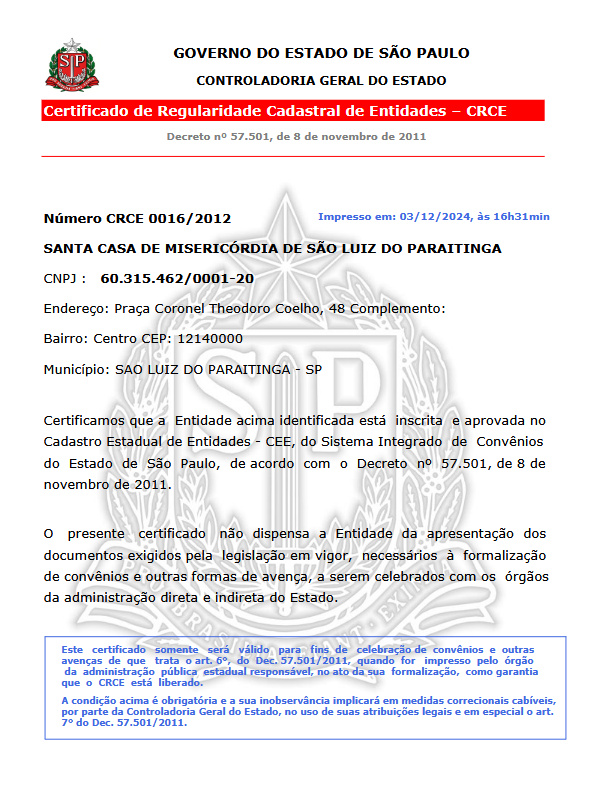 GOVERNO DO ESTADO DE SÃO PAULO
CONTROLADORIA GERAL DO ESTADO
Certificado de Regularidade Cadastral de Entidades – CRCE
Decreto nº 57.501, de 8 de novembro de 2011
Número CRCE 0016/2012
Impresso em: 03/12/2024, às 16h31min
SANTA CASA DE MISERICÓRDIA DE SÃO LUIZ DO PARAITINGA
CNPJ : 60.315.462/0001-20
Endereço: Praça Coronel Theodoro Coelho, 48 Complemento:
Bairro: Centro CEP: 12140000
Município: SAO LUIZ DO PARAITINGA - SP
Certificamos que a Entidade acima identificada está inscrita e aprovada no
Cadastro Estadual de Entidades - CEE, do Sistema Integrado de Convênios
do Estado de São Paulo, de acordo com o Decreto nº 57.501, de 8 de
novembro de 2011.
O presente certificado não dispensa a Entidade da apresentação dos
documentos exigidos pela legislação em vigor, necessários à formalização
de convênios e outras formas de avença, a serem celebrados com os órgãos
da administração direta e indireta do Estado.
Este certificado somente será válido para fins de celebração de convênios e outras
avenças de que trata o art. 6°, do Dec. 57.501/2011, quando for impresso pelo órgão
da administração pública estadual responsável, no ato da sua formalização, como garantia
que o CRCE está liberado.
A condição acima é obrigatória e a sua inobservância implicará em medidas correcionais cabíveis,
por parte da Controladoria Geral do Estado, no uso de suas atribuições legais e em especial o art.
7° do Dec. 57.501/2011.